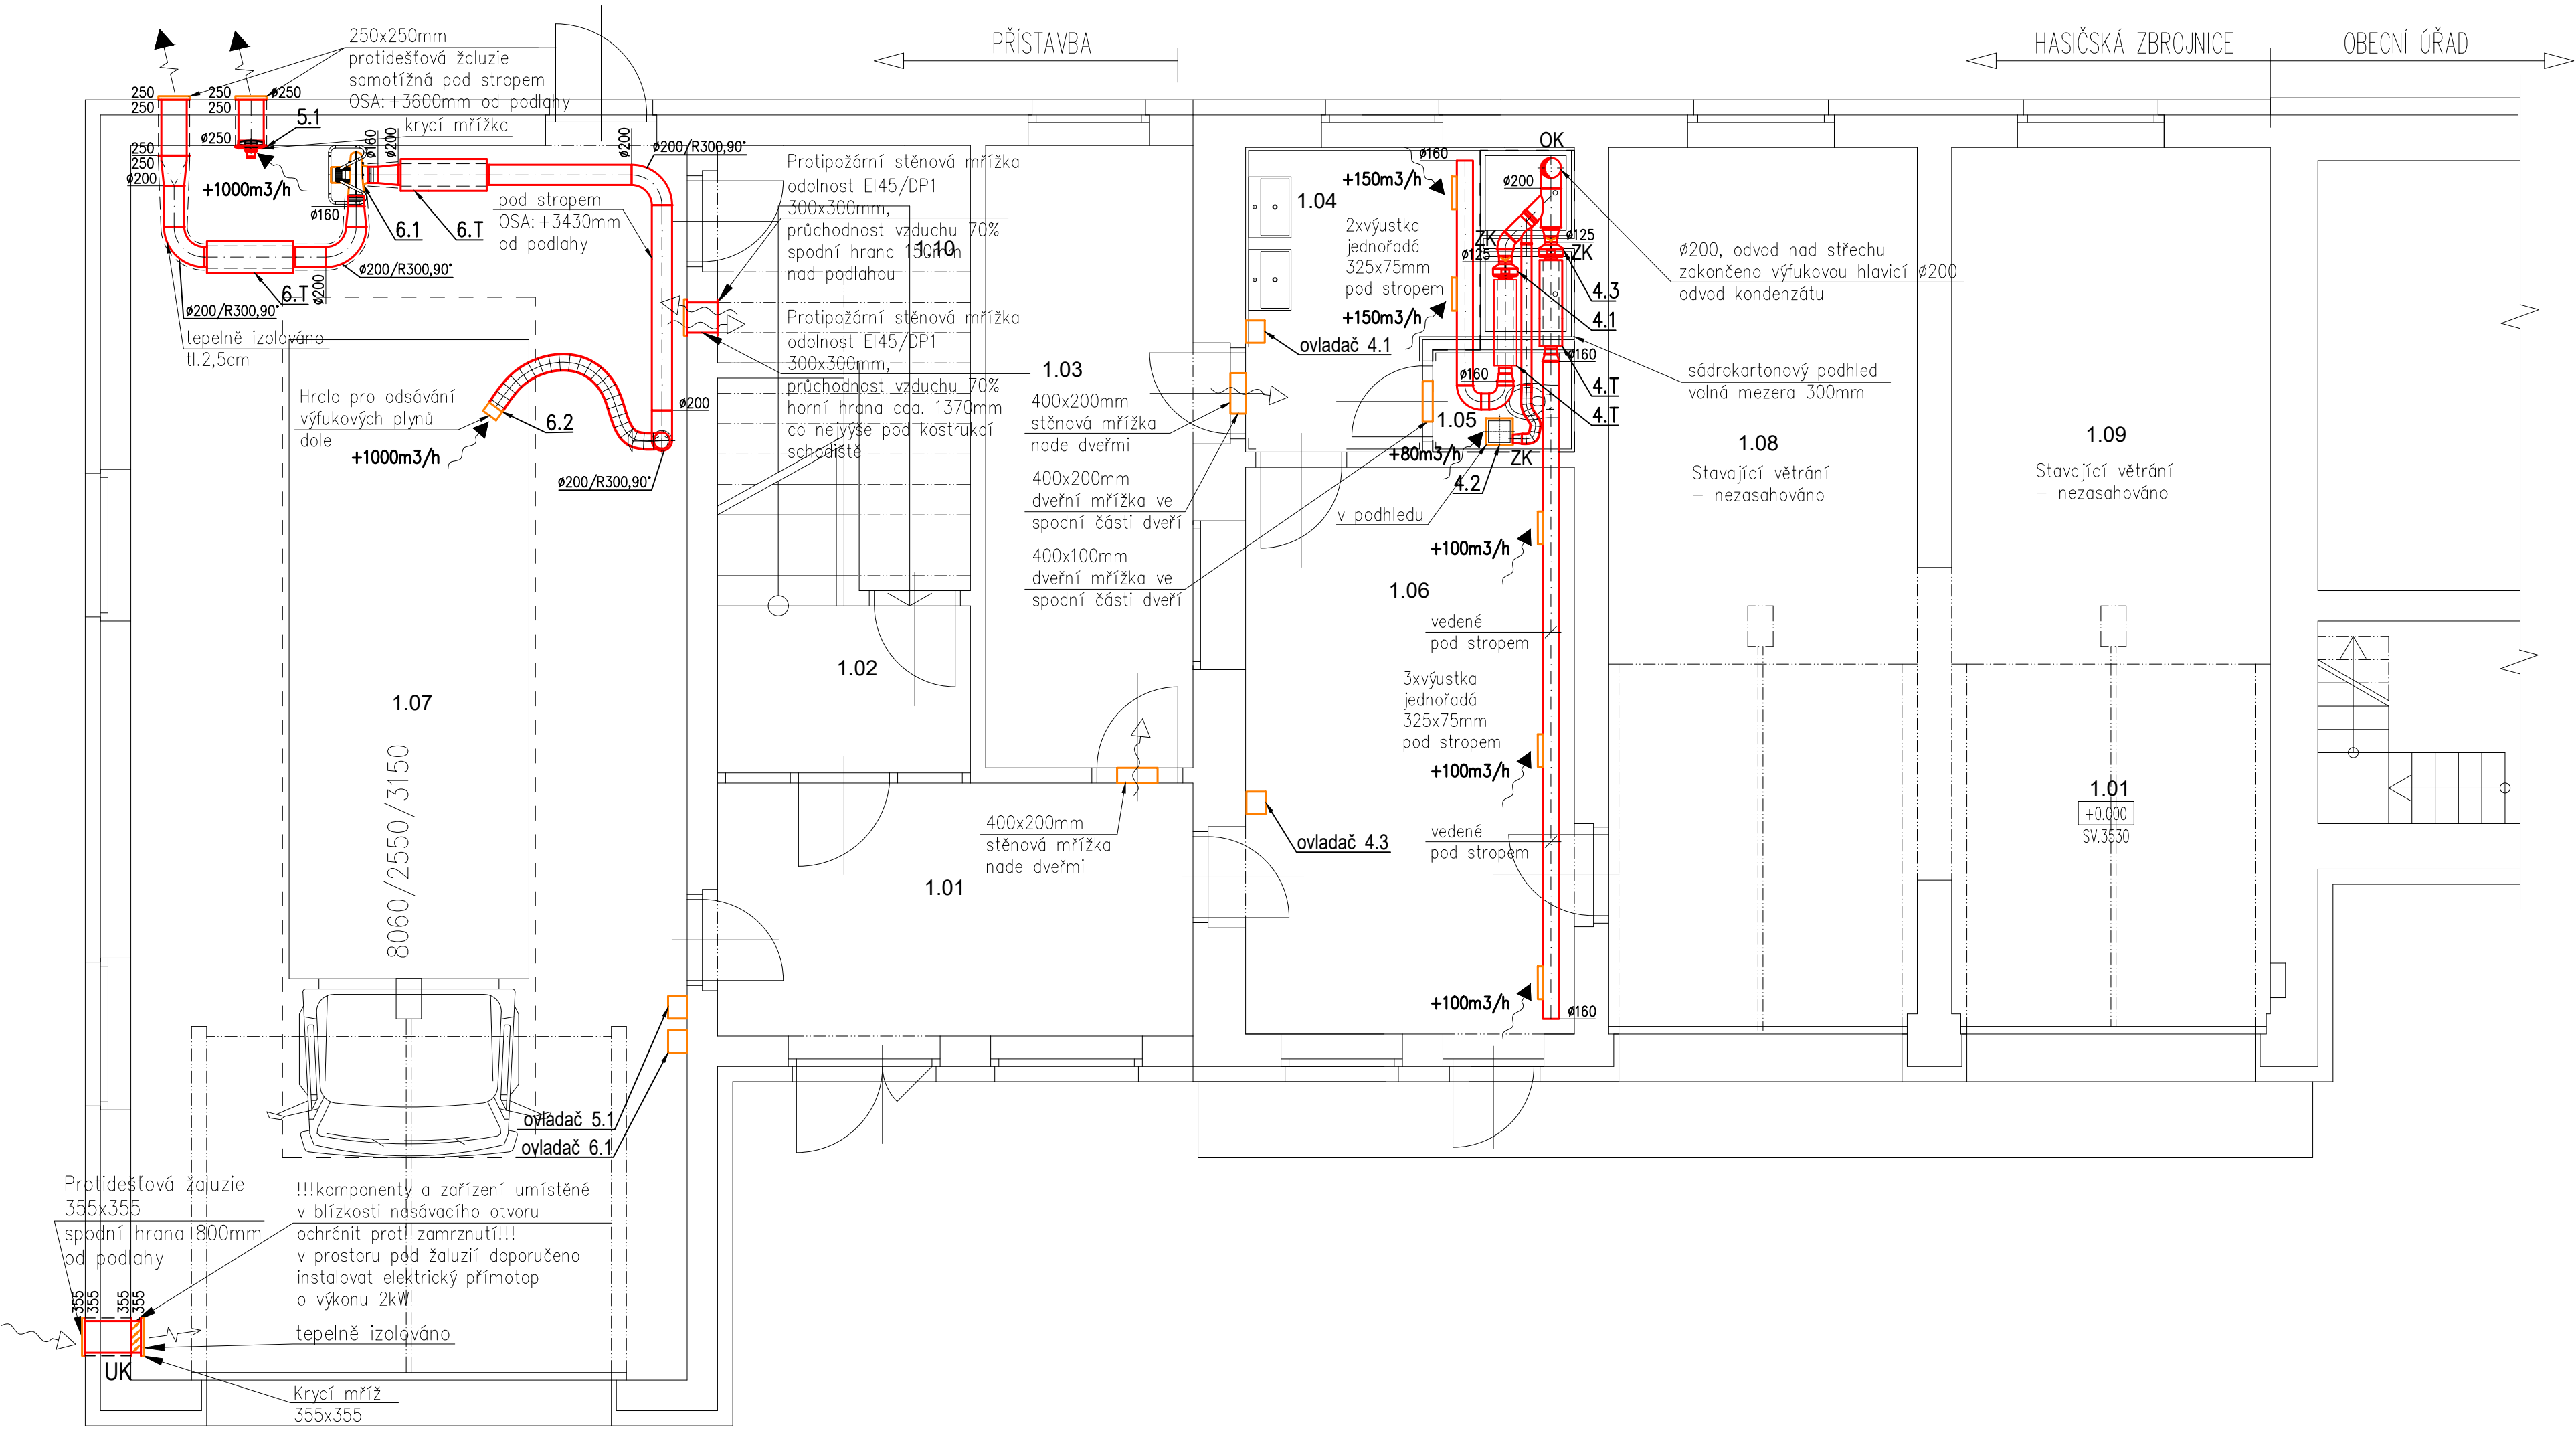 PŘÍSTAVBA
HASIČSKÁ ZBROJNICE
OBECNÍ ÚŘAD
250x250mm
protidešťová žaluzie
samotížná pod stropem
OSA:+3600mm od podlahy
krycí mřížka
250
250
250
250
ø250
5.1
ø250
250
250
ø200
+1000m3/h
ø160
ø160
ø200
6.1
6.T
ø200
ø200/R300,90°
pod stropem
OSA:+3430mm
od podlahy
ø200/R300,90°
6.T
ø200
ø200/R300,90°
tepelně izolováno
tl.2,5cm
Hrdlo pro odsávání
výfukových plynů
dole
+1000m3/h
6.2
ø200
ø200/R300,90°
Protipožární stěnová mřížka
odolnost EI45/DP1
300x300mm,
průchodnost vzduchu 70%
spodní hrana 150mm
nad podlahou
1.10
Protipožární stěnová mřížka
odolnost EI45/DP1
300x300mm,
průchodnost vzduchu 70%
horní hrana cca. 1370mm
co nejvýše pod kostrukcí
schodiště
1.03
400x200mm
stěnová mřížka
nade dveřmi
400x200mm
dveřní mřížka ve
spodní části dveří
400x100mm
dveřní mřížka ve
spodní části dveří
1.04
+150m3/h
2xvýustka
jednořadá
325x75mm
pod stropem
+150m3/h
ovladač 4.1
ø160
OK
ø200
ZK
ø125
ø125
ZK
4.3
4.1
ø160
ø160
4.T
4.T
1.05
+80m3/h
4.2
ZK
v podhledu
ø200, odvod nad střechu
zakončeno výfukovou hlavicí ø200
odvod kondenzátu
sádrokartonový podhled
volná mezera 300mm
1.08
Stavající větrání
– nezasahováno
1.09
Stavající větrání
– nezasahováno
+100m3/h
1.06
vedené
pod stropem
3xvýustka
jednořadá
325x75mm
pod stropem
+100m3/h
vedené
pod stropem
+100m3/h
ø160
ovladač 4.3
1.02
1.07
8060/2550/3150
400x200mm
stěnová mřížka
nade dveřmi
1.01
1.01
+0.000
SV.3530
ovladač 5.1
ovladač 6.1
Protidešťová žaluzie
355x355
spodní hrana 800mm
od podlahy
!!!komponenty a zařízení umístěné
v blízkosti nasávacího otvoru
ochránit proti zamrznutí!!!
v prostoru pod žaluzií doporučeno
instalovat elektrický přímotop
o výkonu 2kW
355
355
355
355
tepelně izolováno
UK
Krycí mříž
355x355